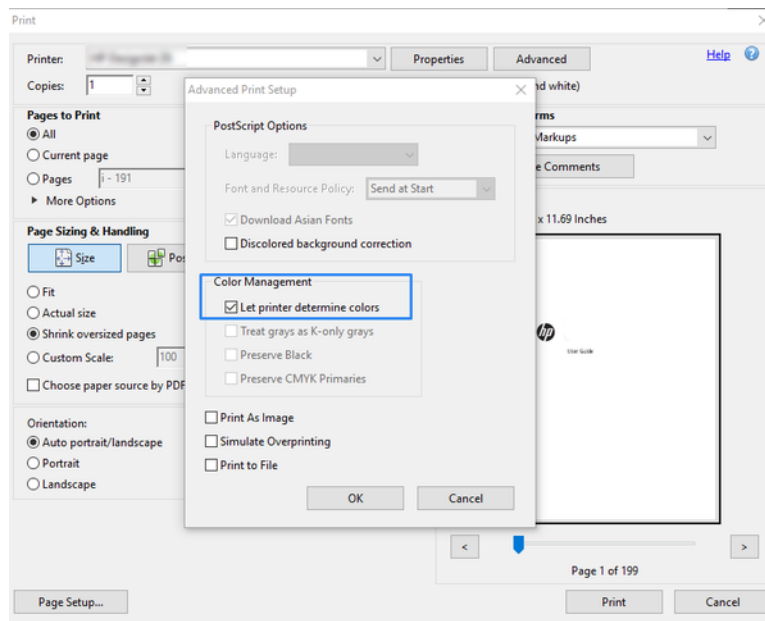 Print
Printer: Properties Advanced Help
Copies: 1 nd white)
Advanced Print Setup
PostScript Options
Language:
Font and Resource Policy: Send at Start
Download Asian Fonts
Discolored background correction
Color Management
Let printer determine colors
Treat grays as K-only grays
Preserve Black
Preserve CMYK Primaries
Print As Image
Simulate Overprinting
Print to File
OK Cancel
Pages to Print
All
Current page
Pages i - 191
More Options
Page Sizing & Handling
Size Pos
Fit
Actual size
Shrink oversized pages
Custom Scale: 100
Choose paper source by PDF
Orientation:
Auto portrait/landscape
Portrait
Landscape
rms
Markups
e Comments
x 11.69 Inches
hp
User Guide
< >
Page 1 of 199
Page Setup... Print Cancel